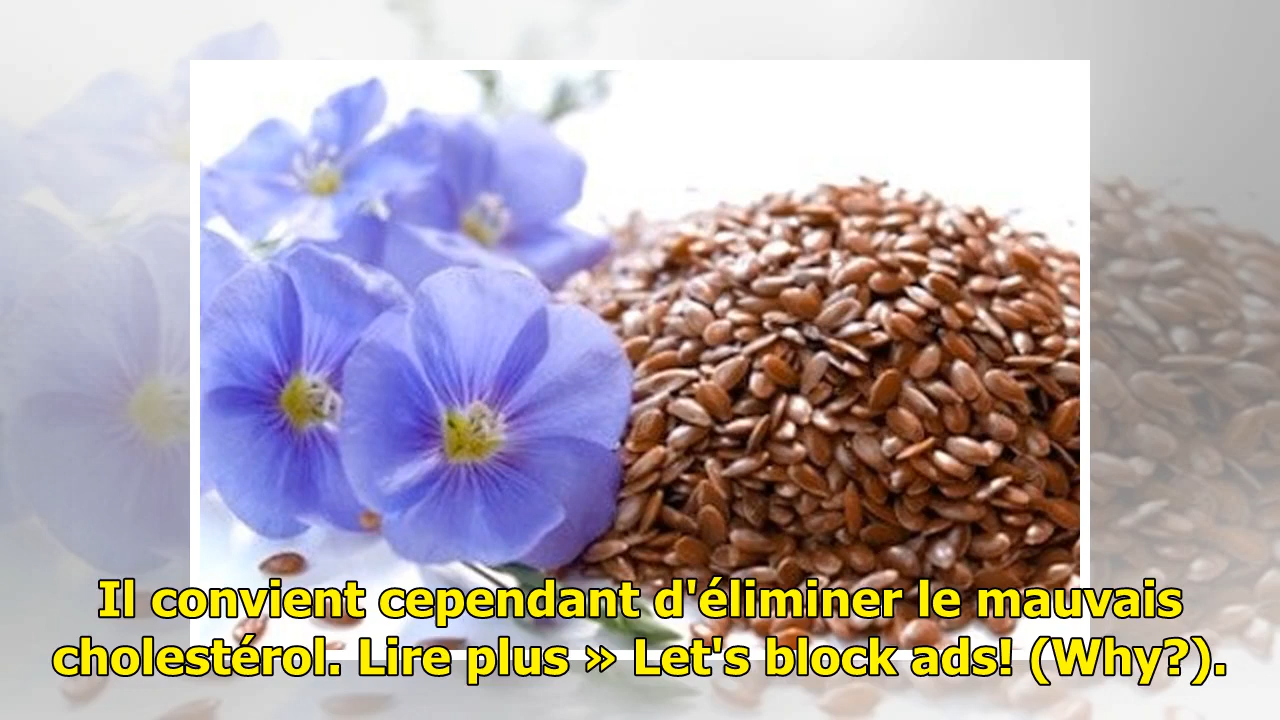 Il convient cependant d'éliminer le mauvais
cholestérol. Lire plus » Let's block ads! (Why?).